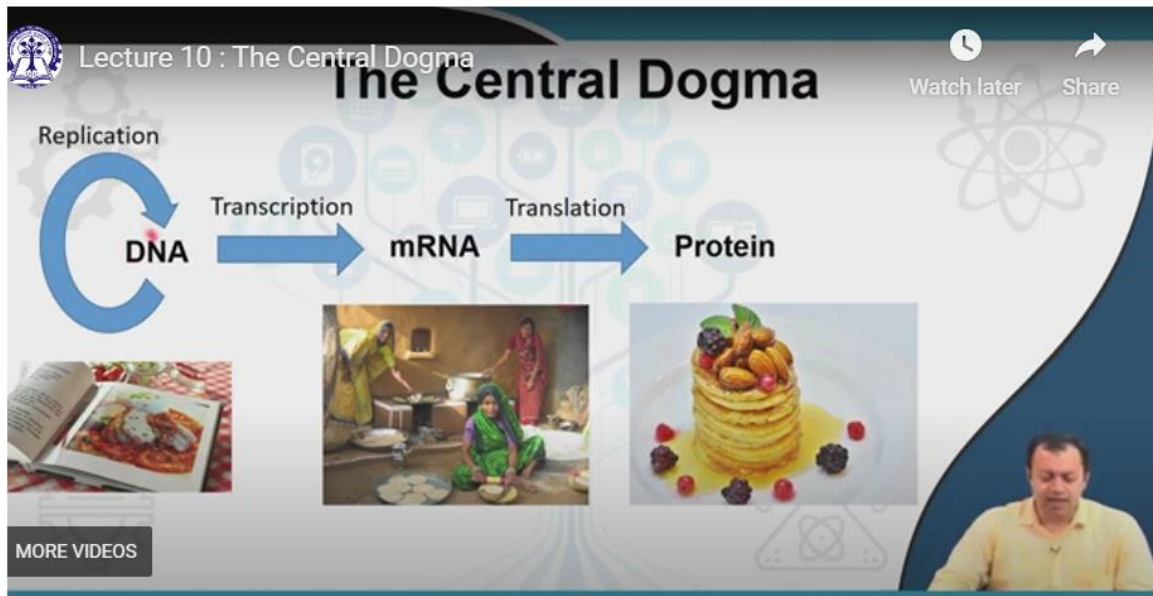 Lecture 10 : The Central Dogma
The Central Dogma
Watch later
Share
Replication
Transcription
Translation
DNA
mRNA
Protein
MORE VIDEOS